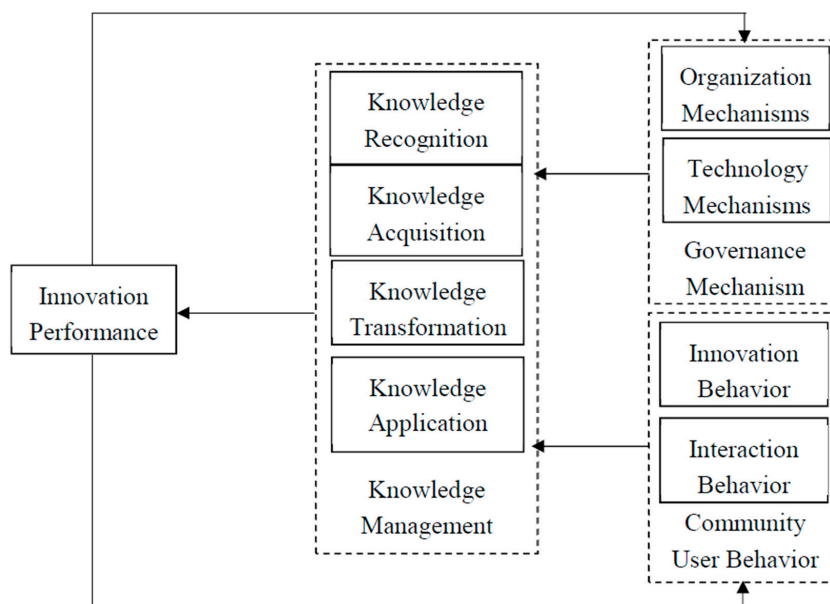 Innovation
Performance
Knowledge
Recognition
Knowledge
Acquisition
Knowledge
Transformation
Knowledge
Application
Knowledge
Management
Organization
Mechanisms
Technology
Mechanisms
Governance
Mechanism
Innovation
Behavior
Interaction
Behavior
Community
User Behavior